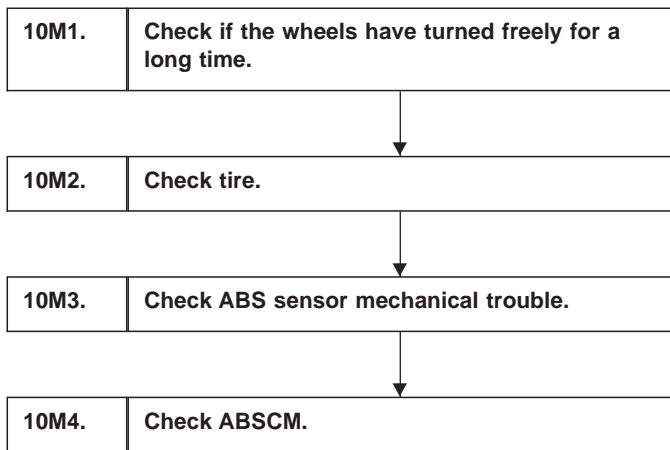 10M1. Check if the wheels have turned freely for a
long time.
10M2. Check tire.
10M3. Check ABS sensor mechanical trouble.
10M4. Check ABSCM.